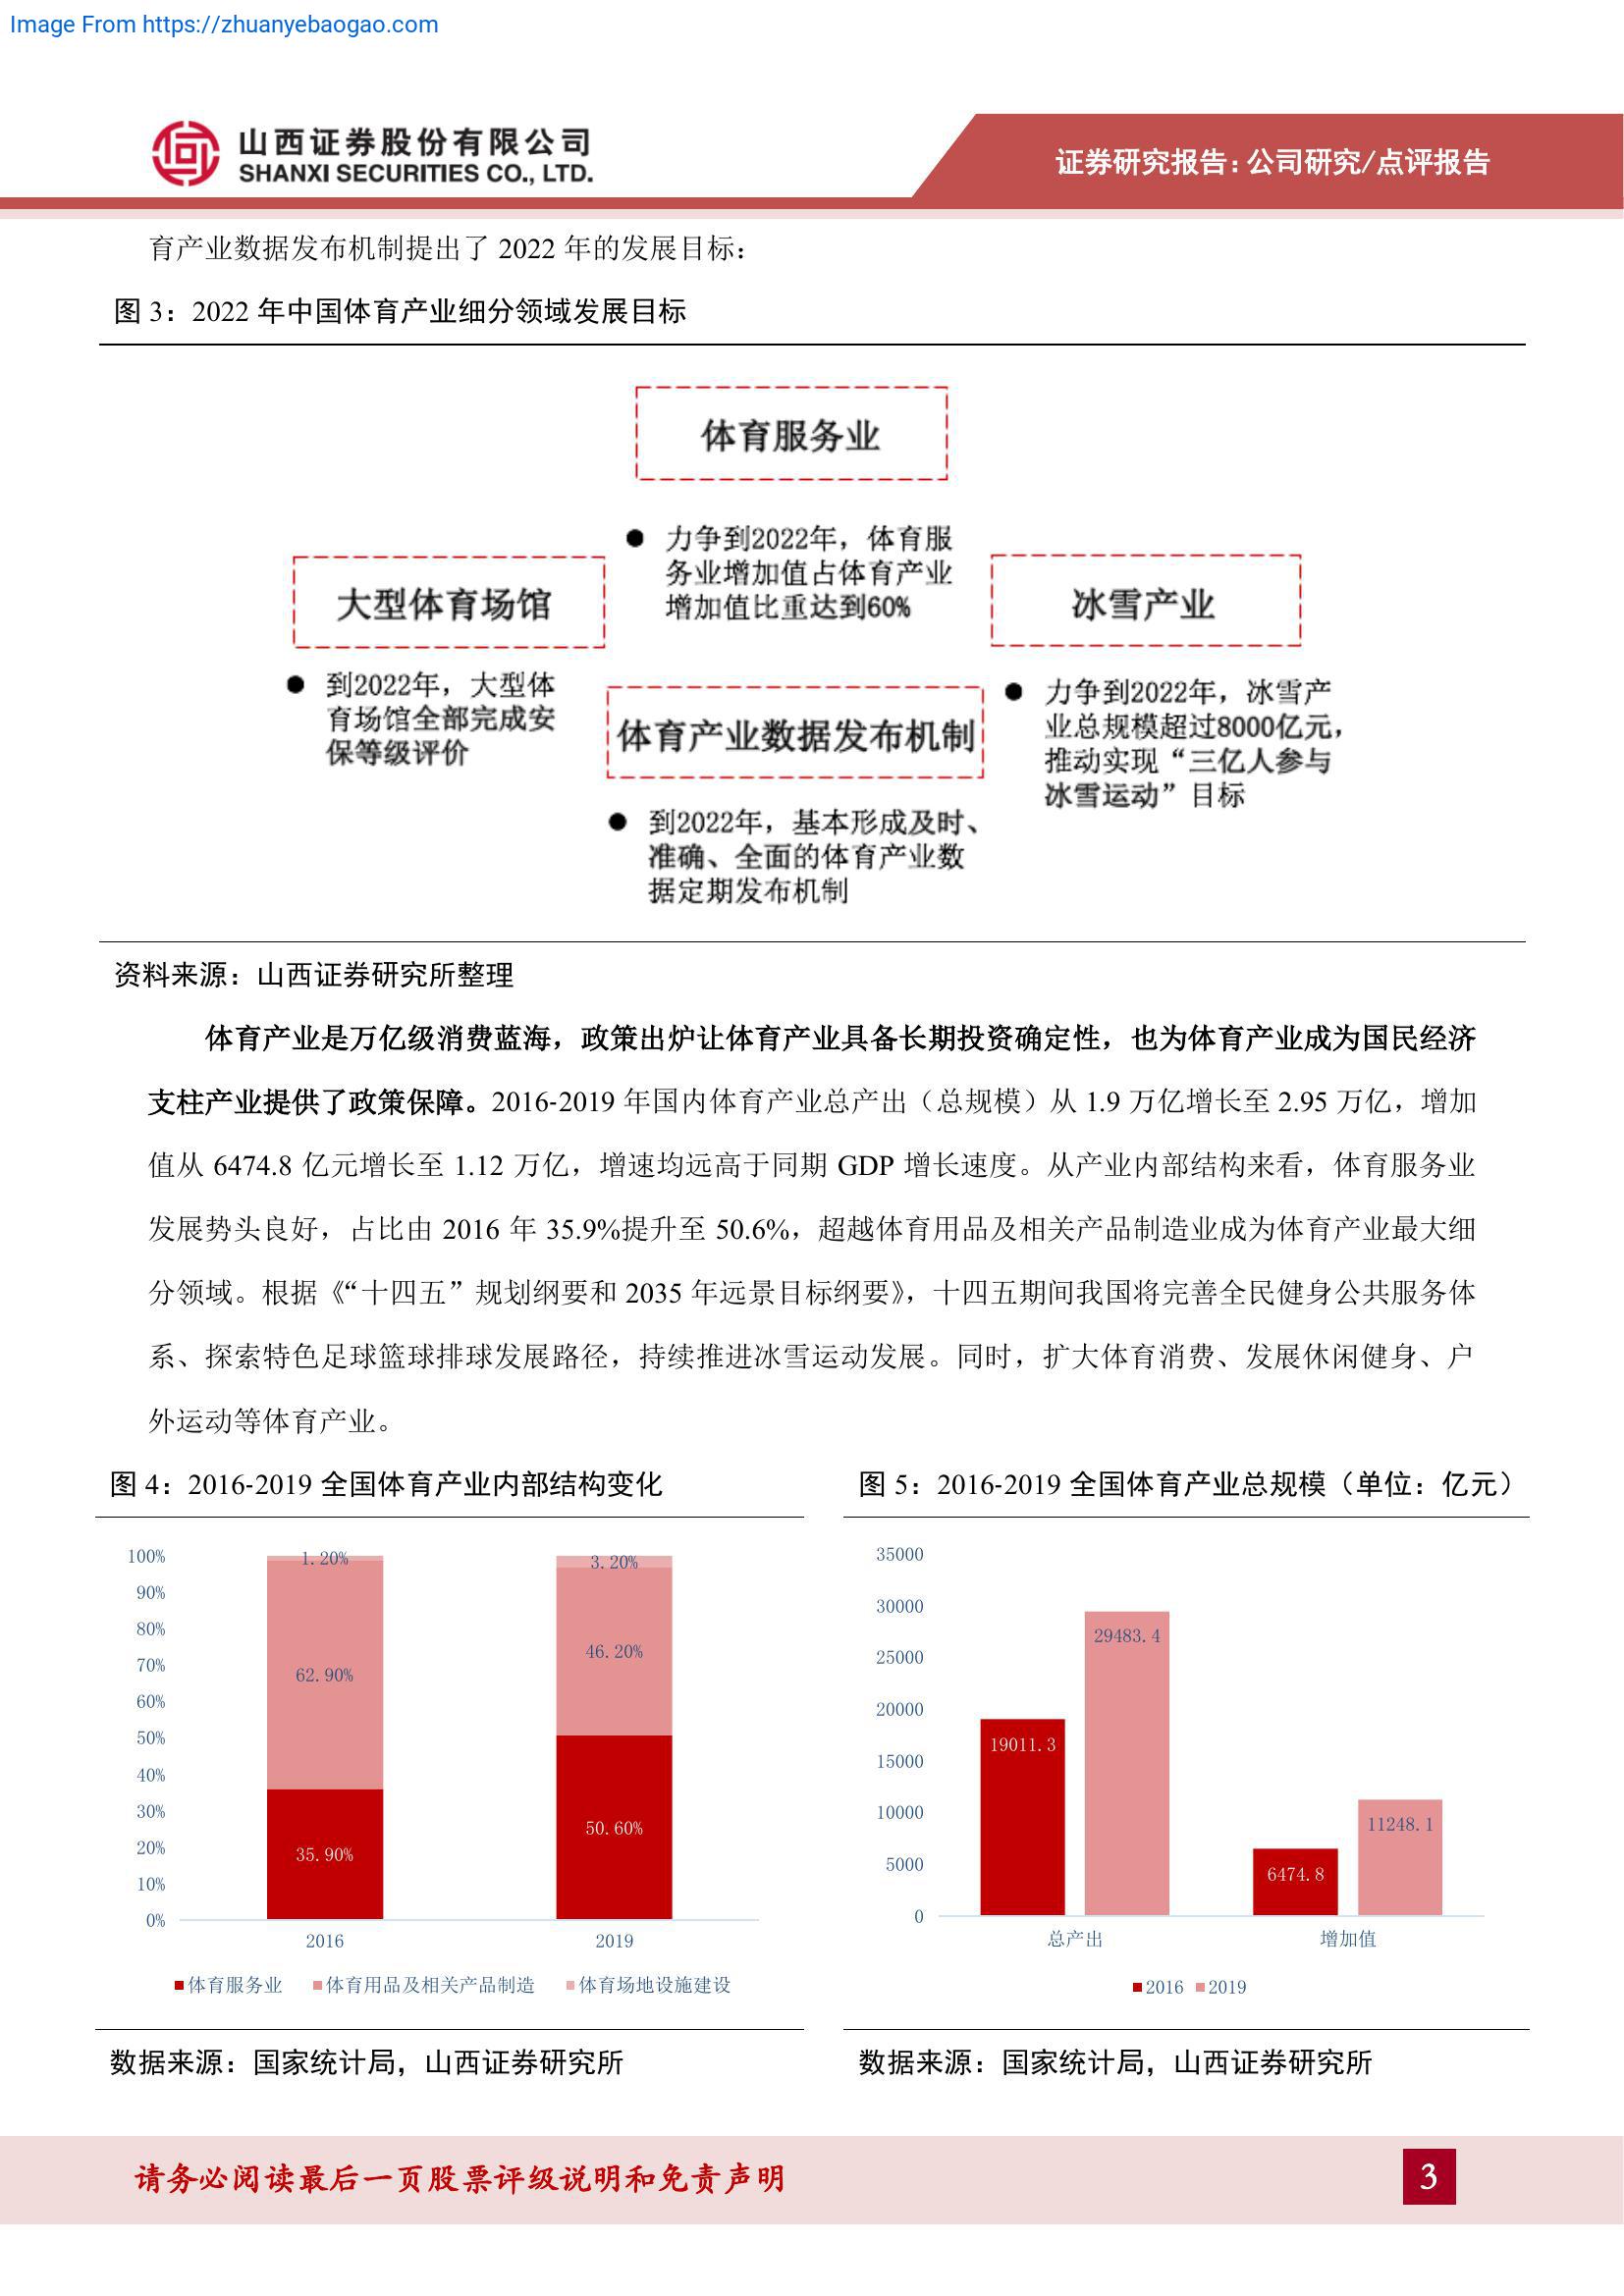 Image From https://zhuanyebaogao.com
山西证券股份有限公司
SHANXI SECURITIES CO., LTD.
证券研究报告：公司研究/点评报告
育产业数据发布机制提出了 2022 年的发展目标：
图 3：2022 年中国体育产业细分领域发展目标
体育服务业
力争到2022年，体育服
务业增加值占体育产业
增加值比重达到60%
大型体育场馆
到2022年，大型体
育场馆全部完成安
保等级评价
冰雪产业
力争到2022年，冰雪产
业总规模超过8000亿元，
推动实现“三亿人参与
冰雪运动”目标
体育产业数据发布机制
到2022年，基本形成及时、
准确、全面的体育产业数
据定期发布机制
资料来源：山西证券研究所整理
体育产业是万亿级消费蓝海，政策出炉让体育产业具备长期投资确定性，也为体育产业成为国民经济
支柱产业提供了政策保障。2016-2019 年国内体育产业总产出（总规模）从 1.9 万亿增长至 2.95 万亿，增加
值从 6474.8 亿元增长至 1.12 万亿，增速均远高于同期 GDP 增长速度。从产业内部结构来看，体育服务业
发展势头良好，占比由 2016 年 35.9%提升至 50.6%，超越体育用品及相关产品制造业成为体育产业最大细
分领域。根据《“十四五”规划纲要和 2035 年远景目标纲要》，十四五期间我国将完善全民健身公共服务体
系、探索特色足球篮球排球发展路径，持续推进冰雪运动发展。同时，扩大体育消费、发展休闲健身、户
外运动等体育产业。
图 4：2016-2019 全国体育产业内部结构变化
100%
90%
80%
70%
60%
50%
40%
30%
20%
10%
0%
1.20%
62.90%
35.90%
3.20%
46.20%
50.60%
2016
2019
体育服务业 体育用品及相关产品制造 体育场地设施建设
数据来源：国家统计局，山西证券研究所
图 5：2016-2019 全国体育产业总规模（单位：亿元）
35000
30000
25000
20000
15000
10000
5000
0
19011.3
29483.4
6474.8
11248.1
总产出
增加值
2016 2019
数据来源：国家统计局，山西证券研究所
请务必阅读最后一页股票评级说明和免责声明
3